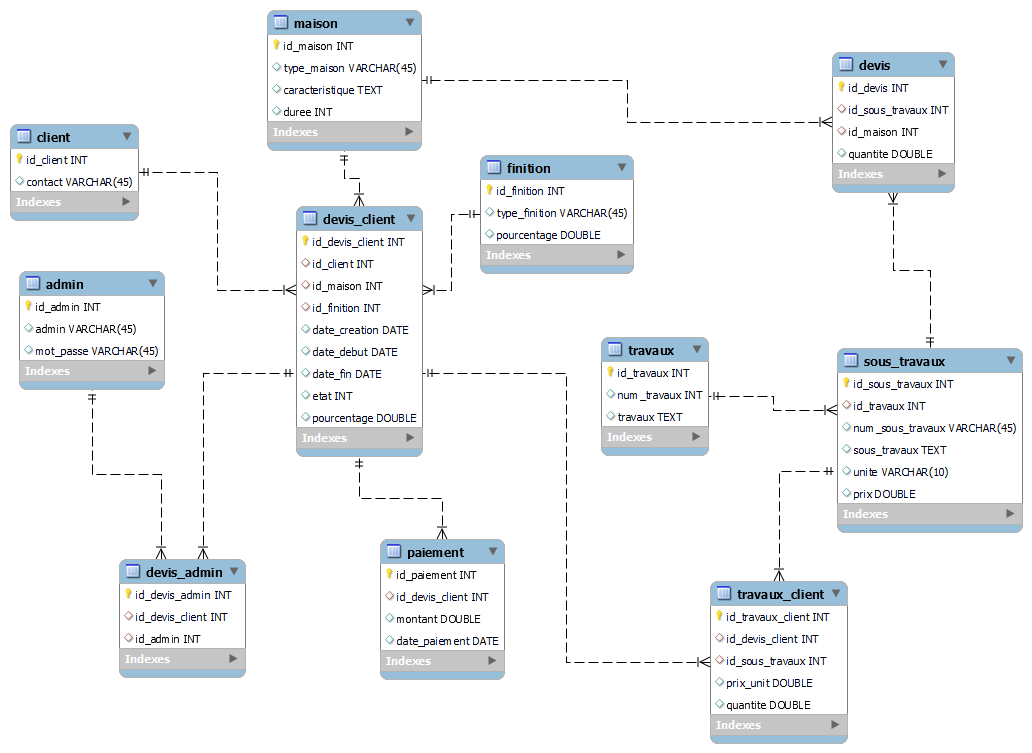 maison
id_maison INT
type_maison VARCHAR(45)
caracteristique TEXT
duree INT
Indexes
devis
id_devis INT
id_sous_travaux INT
id_maison INT
quantite DOUBLE
Indexes
client
id_client INT
contact VARCHAR(45)
Indexes
finition
id_finition INT
type_finition VARCHAR(45)
pourcentage DOUBLE
Indexes
devis_client
id_devis_client INT
id_client INT
id_maison INT
id_finition INT
date_creation DATE
date_debut DATE
date_fin DATE
etat INT
pourcentage DOUBLE
Indexes
admin
id_admin INT
admin VARCHAR(45)
mot_passe VARCHAR(45)
Indexes
travaux
id_travaux INT
num_travaux INT
travaux TEXT
Indexes
sous_travaux
id_sous_travaux INT
id_travaux INT
num_sous_travaux VARCHAR(45)
sous_travaux TEXT
unite VARCHAR(10)
prix DOUBLE
Indexes
devis_admin
id_devis_admin INT
id_devis_client INT
id_admin INT
Indexes
paiement
id_paiement INT
id_devis_client INT
montant DOUBLE
date_paiement DATE
Indexes
travaux_client
id_travaux_client INT
id_devis_client INT
id_sous_travaux INT
prix_unit DOUBLE
quantite DOUBLE
Indexes